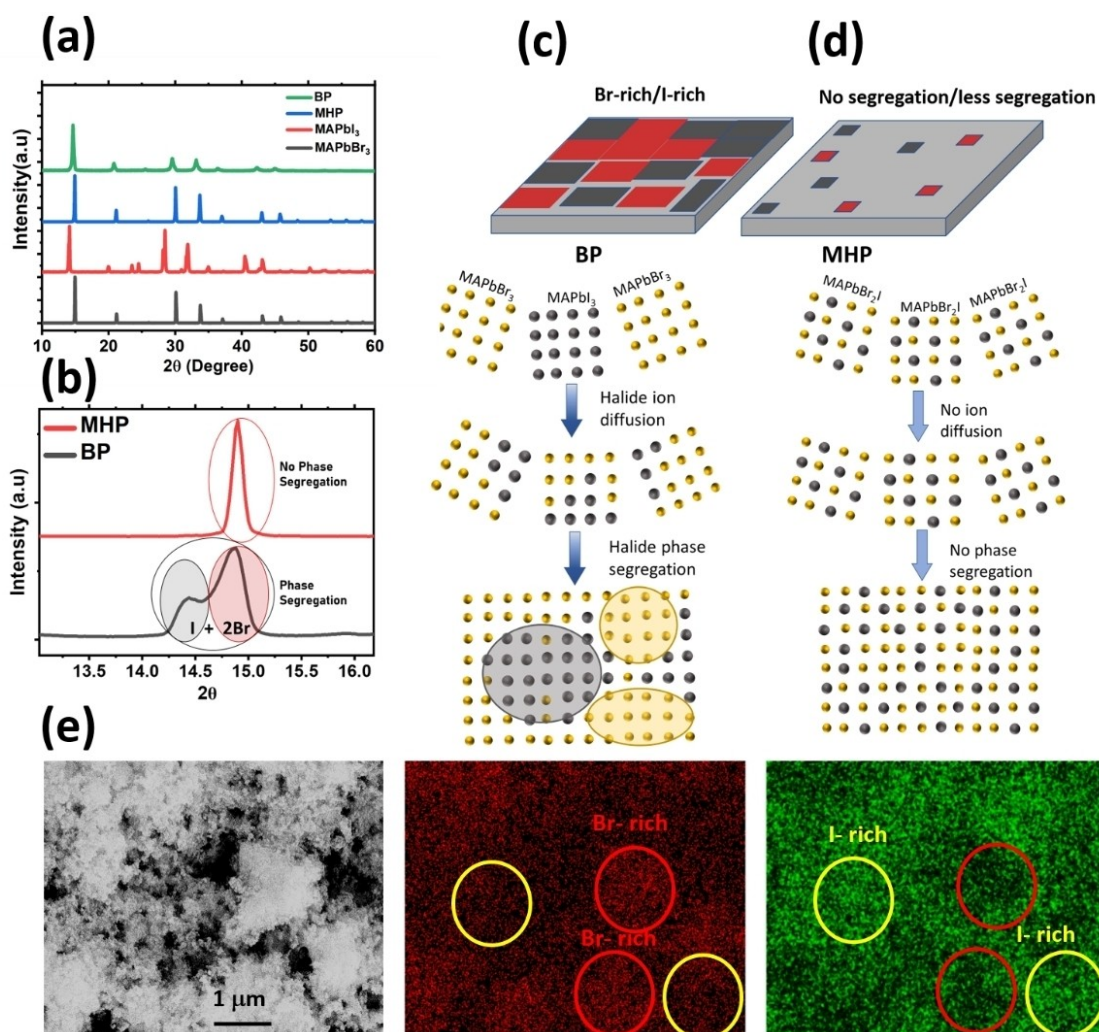 (a)
BP
MHP
MAPbI₃
MAPbBr₃
Intensity(a.u)
10 20 30 40 50 60
2θ (Degree)
(b)
MHP
BP
No Phase
Segregation
Phase
Segregation
I + 2Br
Intensity (a.u)
13.5 14.0 14.5 15.0 15.5 16.0
2θ
(c)
Br-rich/I-rich
BP
MAPbBr₃
MAPbI₃
MAPbBr₃
Halide ion
diffusion
Halide phase
segregation
(d)
No segregation/less segregation
MHP
MAPbBr₂I
MAPbBr₂I
MAPbBr₂I
No ion
diffusion
No phase
segregation
(e)
1 μm
Br- rich
Br- rich
I- rich
I- rich